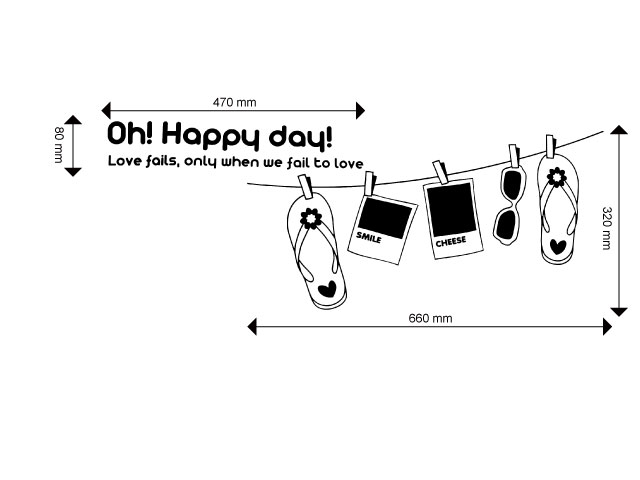 470 mm
80 mm
Oh! Happy day!
Love fails, only when we fail to love
SMILE
CHEESE
320 mm
660 mm